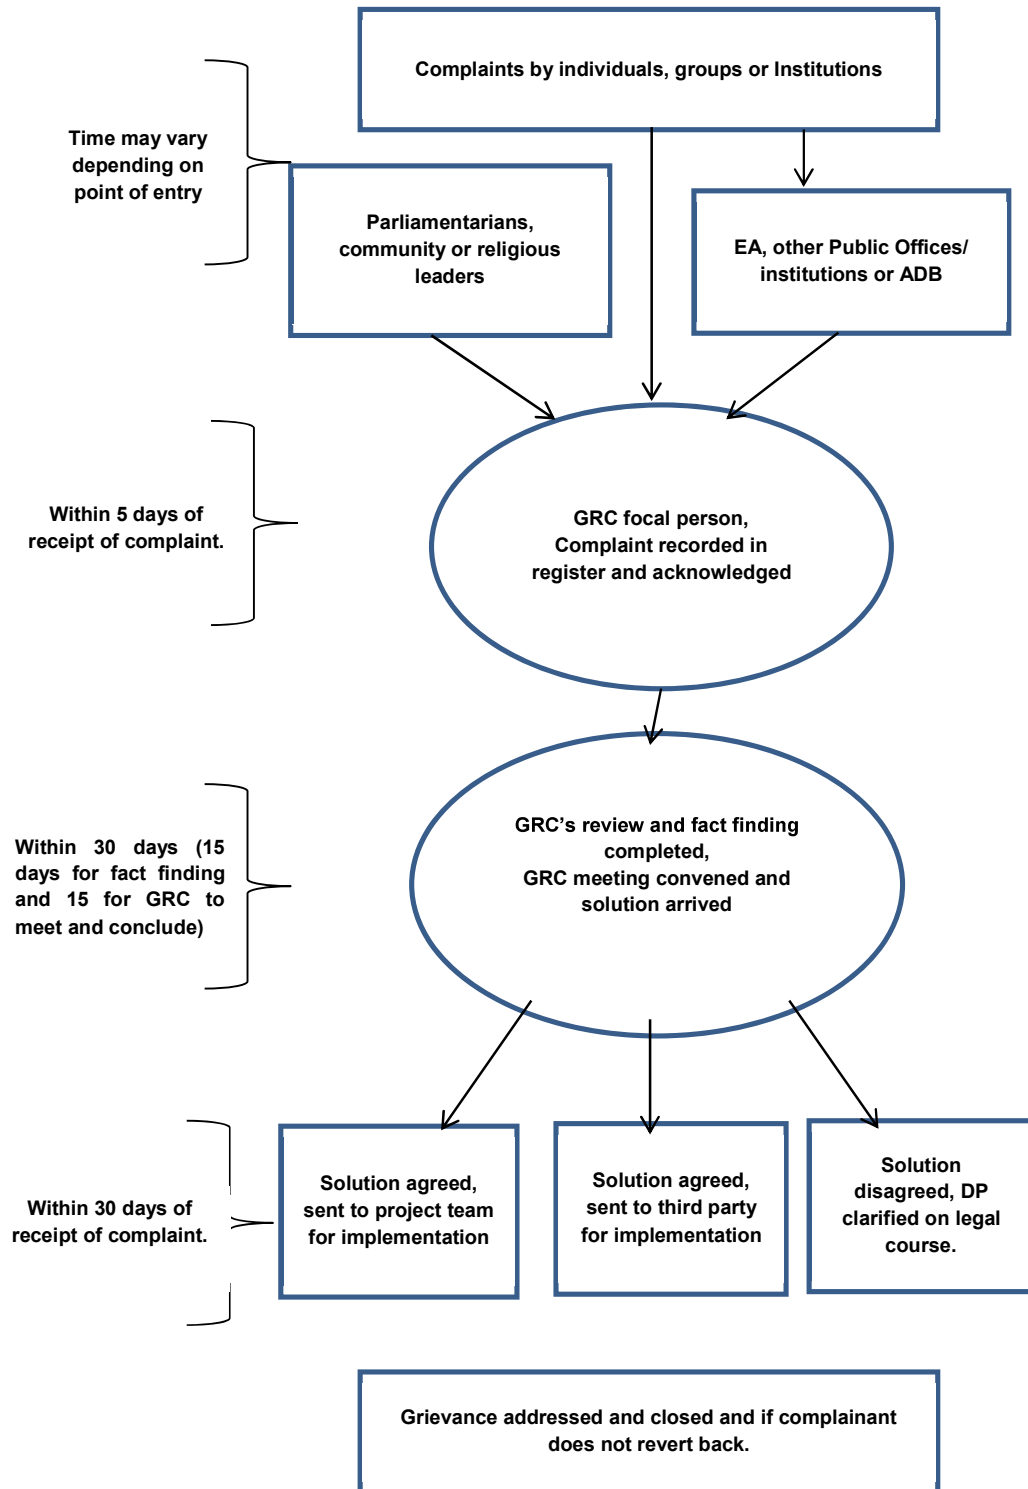 Complaints by individuals, groups or Institutions
Time may vary
depending on
point of entry
Parliamentarians,
community or religious
leaders
EA, other Public Offices/
institutions or ADB
Within 5 days of
receipt of complaint.
GRC focal person,
Complaint recorded in
register and acknowledged
Within 30 days (15
days for fact finding
and 15 for GRC to
meet and conclude)
GRC’s review and fact finding
completed,
GRC meeting convened and
solution arrived
Within 30 days of
receipt of complaint.
Solution agreed,
sent to project team
for implementation
Solution agreed,
sent to third party
for implementation
Solution
disagreed, DP
clarified on legal
course.
Grievance addressed and closed and if complainant
does not revert back.